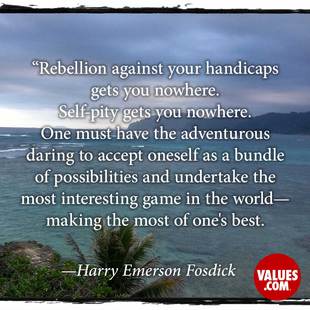 “Rebellion against your handicaps
gets you nowhere.
Self-pity gets you nowhere.
One must have the adventurous
daring to accept oneself as a bundle
of possibilities and undertake the
most interesting game in the world—
making the most of one's best.
—Harry Emerson Fosdick
VALUES
.COM